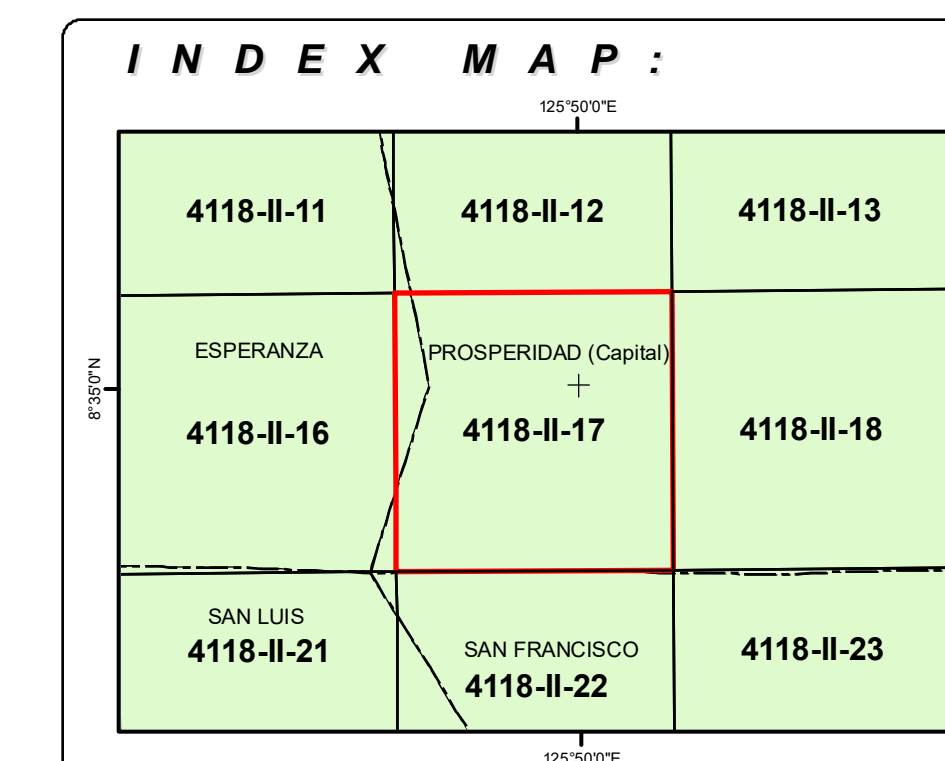 INDEX MAP:
125°50'0"E
4118-II-11
4118-II-12
4118-II-13
ESPERANZA
PROSPERIDAD (Capital)
8°35'0"N
4118-II-16
4118-II-17
4118-II-18
SAN LUIS
4118-II-21
SAN FRANCISCO
4118-II-22
4118-II-23
125°50'0"E